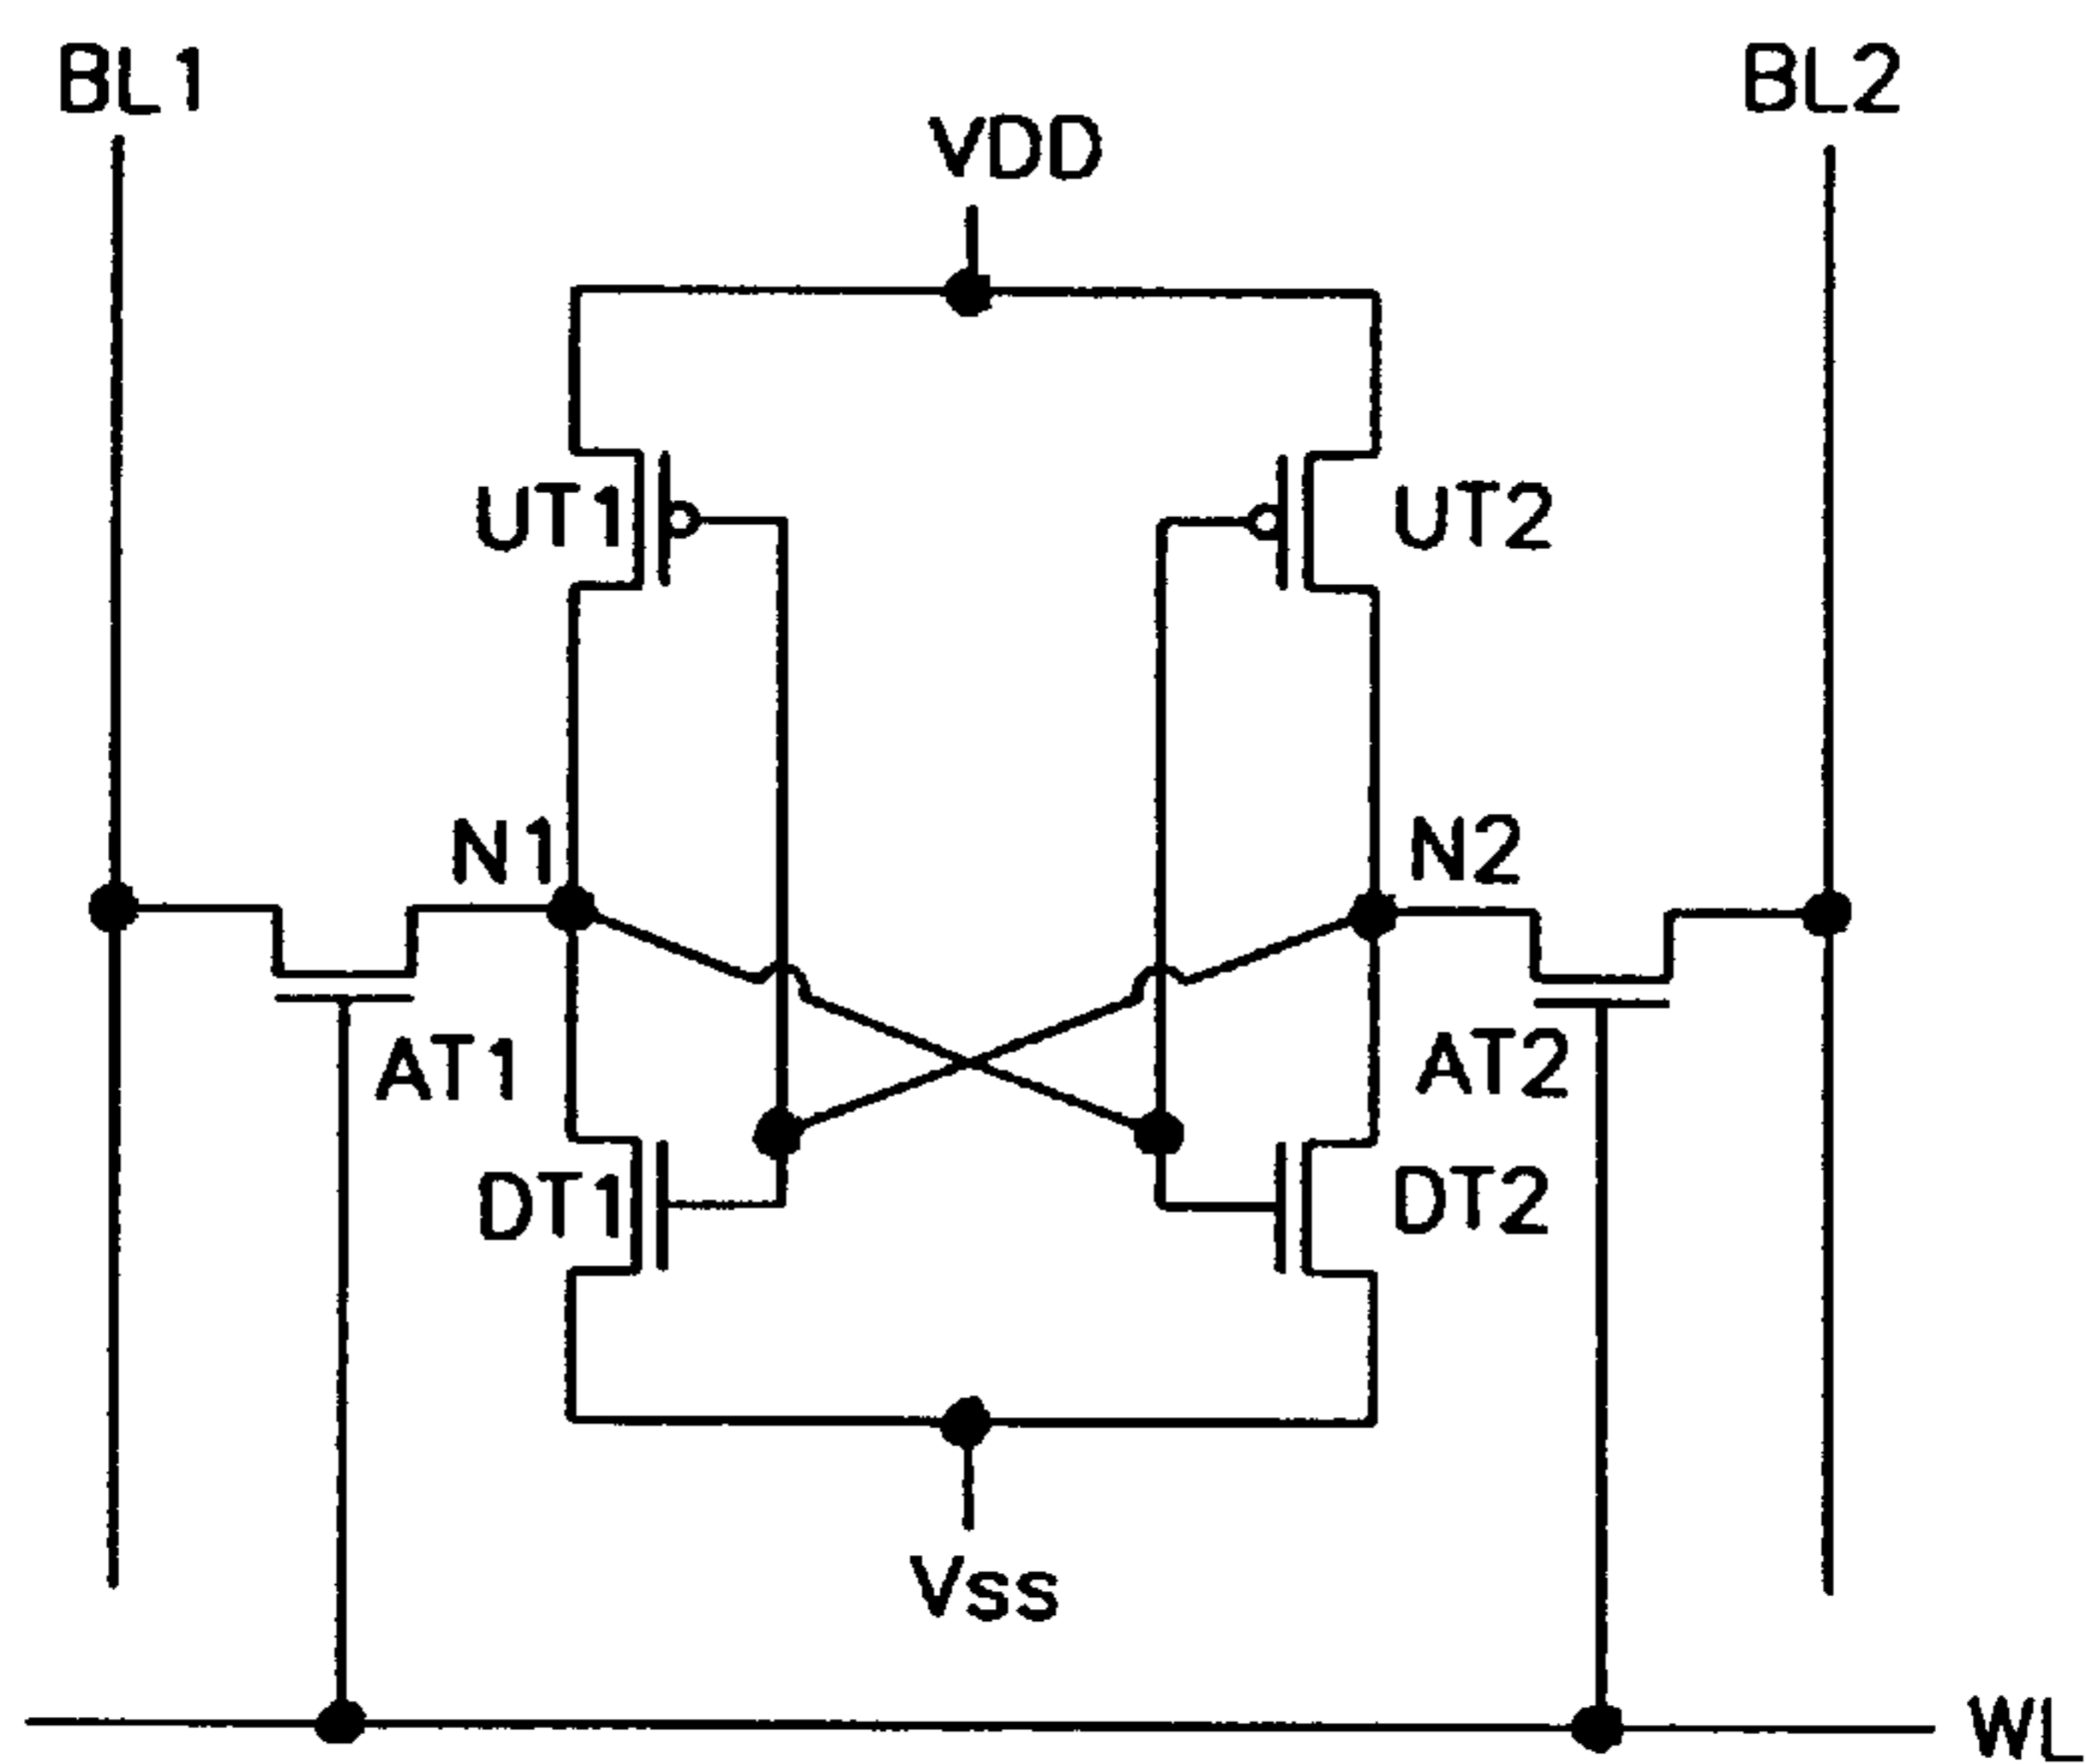 BL1
BL2
VDD
UT1
UT2
N1
N2
AT1
AT2
DT1
DT2
Vss
WL